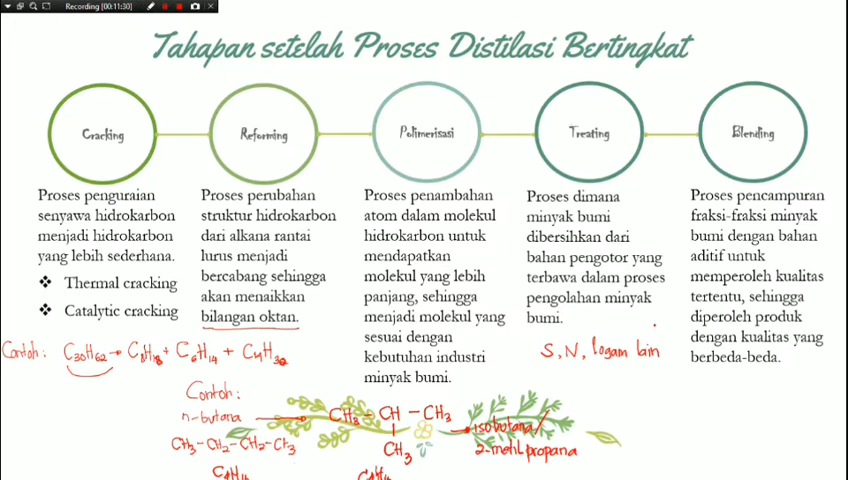 Recording [00:11:30]
Tahapan setelah Proses Distilasi Bertingkat
Cracking
Reforming
Polimerisasi
Treating
Blending
Proses penguraian
senyawa hidrokarbon
menjadi hidrokarbon
yang lebih sederhana.
❖ Thermal cracking
❖ Catalytic cracking
Proses perubahan
struktur hidrokarbon
dari alkana rantai
lurus menjadi
bercabang sehingga
akan menaikkan
bilangan oktan.
Proses penambahan
atom dalam molekul
hidrokarbon untuk
mendapatkan
molekul yang lebih
panjang, sehingga
menjadi molekul yang
sesuai dengan
kebutuhan industri
minyak bumi.
Proses dimana
minyak bumi
dibersihkan dari
bahan pengotor yang
terbawa dalam proses
pengolahan minyak
bumi.
Proses pencampuran
fraksi-fraksi minyak
bumi dengan bahan
aditif untuk
memperoleh kualitas
tertentu, sehingga
diperoleh produk
dengan kualitas yang
berbeda-beda.
Contoh: C30H62 → C8H18 + C6H14 +
S, N, logam lain
Contoh:
n-butana → CH3 - CH - CH3
CH3
CH3-CH2-CH2-CH3
→ isobutana/
2-metil propana